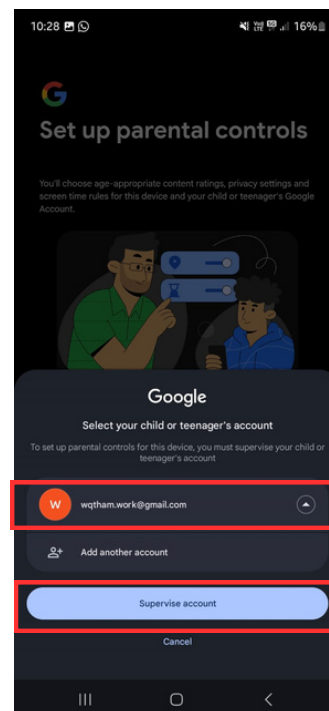 10:28
16%
Set up parental controls
You'll choose age-appropriate content ratings, privacy settings and
screen time rules for this device and your child or teenager's Google
Account.
Google
Select your child or teenager's account
To set up parental controls for this device, you must supervise your child or
teenager's account
W wqtham.work@gmail.com
Add another account
Supervise account
Cancel